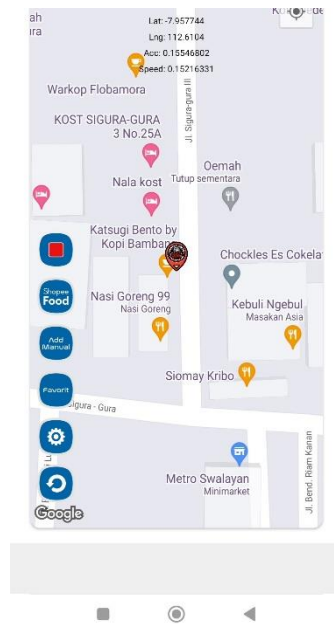 Lat: -7.957744
Lng: 112.6104
Acc: 0.15546802
Speed: 0.15216331
Warkop Flobamora
Jl. Sigura-gura III
KOST SIGURA-GURA
3 No.25A
Oemah
Tutup sementara
Nala kost
Katsugi Bento by
Kopi Bamban
Chockles Es Cokela
Shopee
Food
Nasi Goreng 99
Nasi Goreng
Kebuli Ngebul
Masakan Asia
Add
Manual
Siomay Kribo
Favorit
Sigura - Gura
Jl. Bend. Riam Kanan
Metro Swalayan
Minimarket
Google